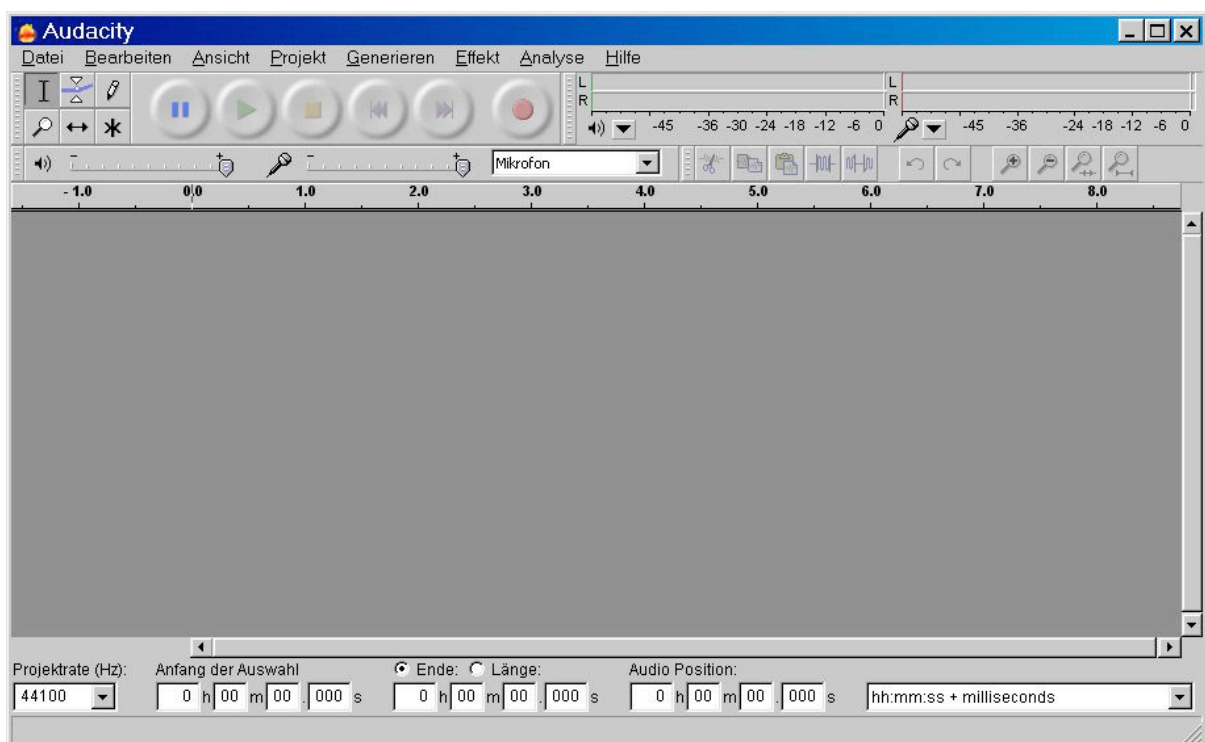 Audacity
Datei Bearbeiten Ansicht Projekt Generieren Effekt Analyse Hilfe
L L
R R
-45 -36 -30 -24 -18 -12 -6 0 -45 -36 -24 -18 -12 -6 0
Mikrofon
- 1.0 0,0 1.0 2.0 3.0 4.0 5.0 6.0 7.0 8.0
Projektrate (Hz): Anfang der Auswahl Ende: Länge: Audio Position:
44100 0 h 00 m 00 . 000 s 0 h 00 m 00 . 000 s 0 h 00 m 00 . 000 s hh:mm:ss + milliseconds